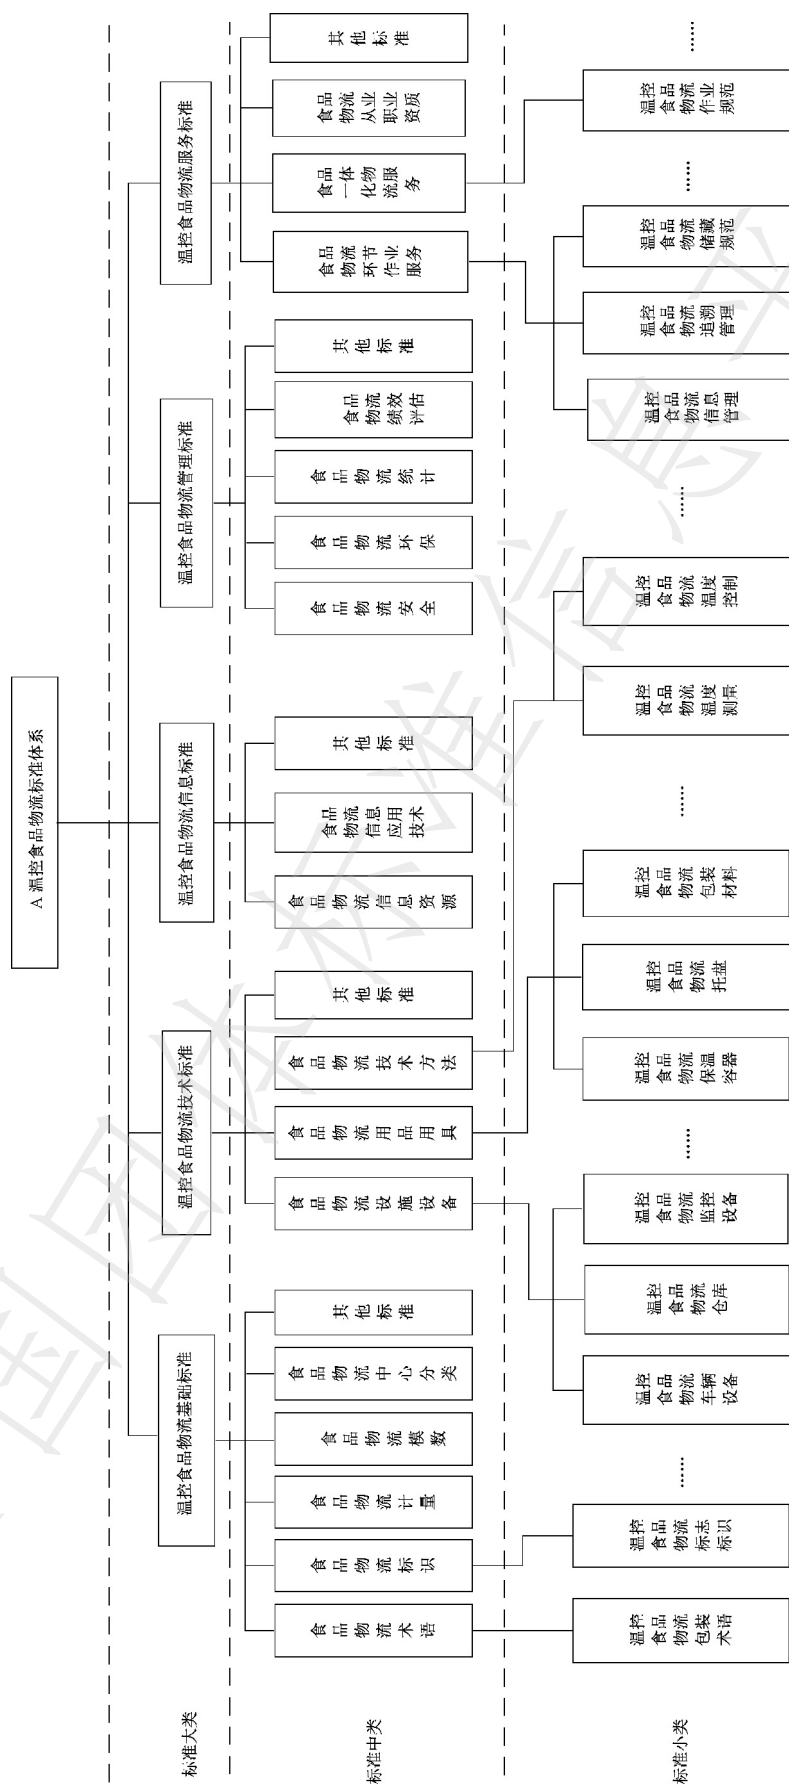 A 温控食品物流标准体系
标准大类
温控食品物流基础标准
温控食品物流技术标准
温控食品物流信息标准
温控食品物流管理标准
温控食品物流服务标准
标准中类
食品物流术语
食品物流标识
食品物流计量
食品物流模数
食品物流中心分类
其他标准
食品物流设施设备
食品物流用品用具
食品物流技术方法
其他标准
食品物流信息资源
食品
物流
信息
应用
技术
其他标准
食品物流安全
食品物流环保
食品物流统计
食品
物流
绩效
评估
其他标准
食品
物流
环节
作业
服务
食品
一体
化物
流服
务
食品
物流
从业
职业
资质
其他标准
标准小类
温控
食品
物流
包装
术语
温控
食品
物流
标志
标识
……
温控
食品
物流
车辆
设备
温控
食品
物流
仓库
温控
食品
物流
监控
设备
……
温控
食品
物流
保温
容器
温控
食品
物流
托盘
温控
食品
物流
包装
材料
……
温控
食品
物流
温度
测量
温控
食品
物流
温度
控制
……
温控
食品
物流
信息
管理
温控
食品
物流
追溯
管理
温控
食品
物流
储藏
规范
……
温控
食品
物流
作业
规范
……
国团体标准信息平